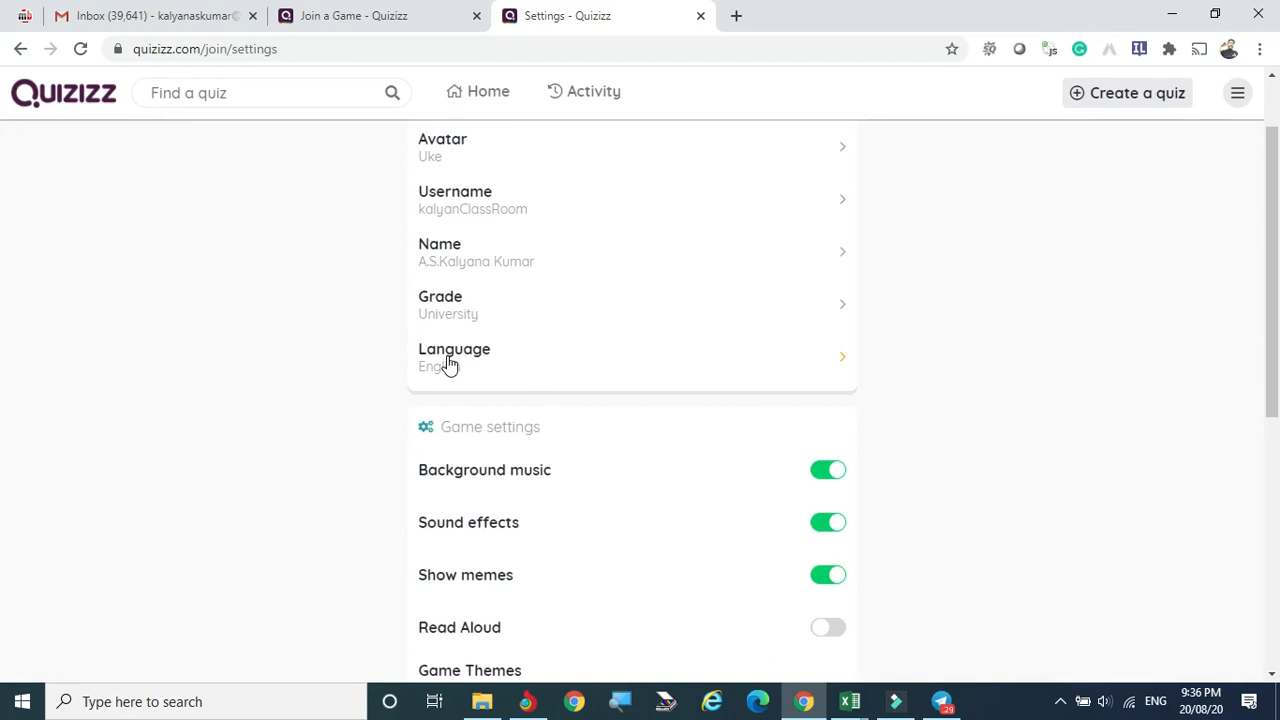 Inbox (39,641) - kalyanaskumar@
Join a Game - Quizizz
Settings - Quizizz
quizizz.com/join/settings
Quizizz
Find a quiz
Home
Activity
Create a quiz
Avatar
Uke
Username
kalyanClassRoom
Name
A.S.Kalyana Kumar
Grade
University
Language
Game settings
Background music
Sound effects
Show memes
Read Aloud
Game Themes
Type here to search
29
ENG
9:36 PM
20/08/20